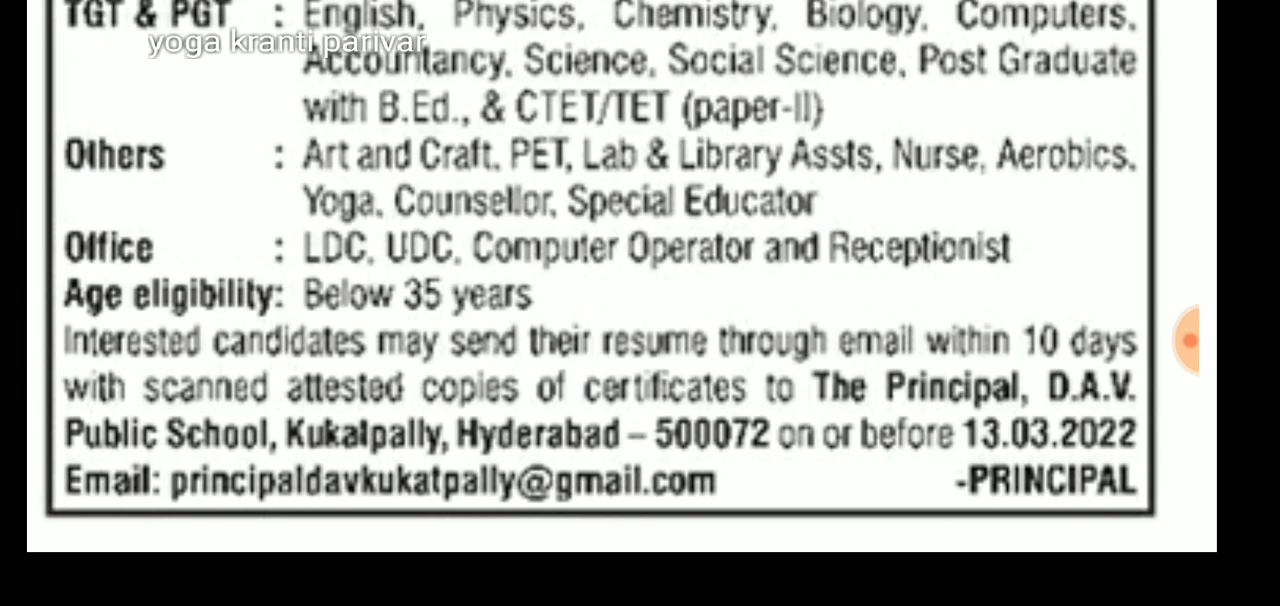 TGT & PGT : English, Physics, Chemistry, Biology, Computers,
yoga kranti parivar
Accountancy, Science, Social Science, Post Graduate
with B.Ed., & CTET/TET (paper-II)
Others : Art and Craft, PET, Lab & Library Assts, Nurse, Aerobics,
Yoga, Counsellor, Special Educator
Office : LDC, UDC, Computer Operator and Receptionist
Age eligibility: Below 35 years
Interested candidates may send their resume through email within 10 days
with scanned attested copies of certificates to The Principal, D.A.V.
Public School, Kukatpally, Hyderabad – 500072 on or before 13.03.2022
Email: principaldavkukatpally@gmail.com -PRINCIPAL